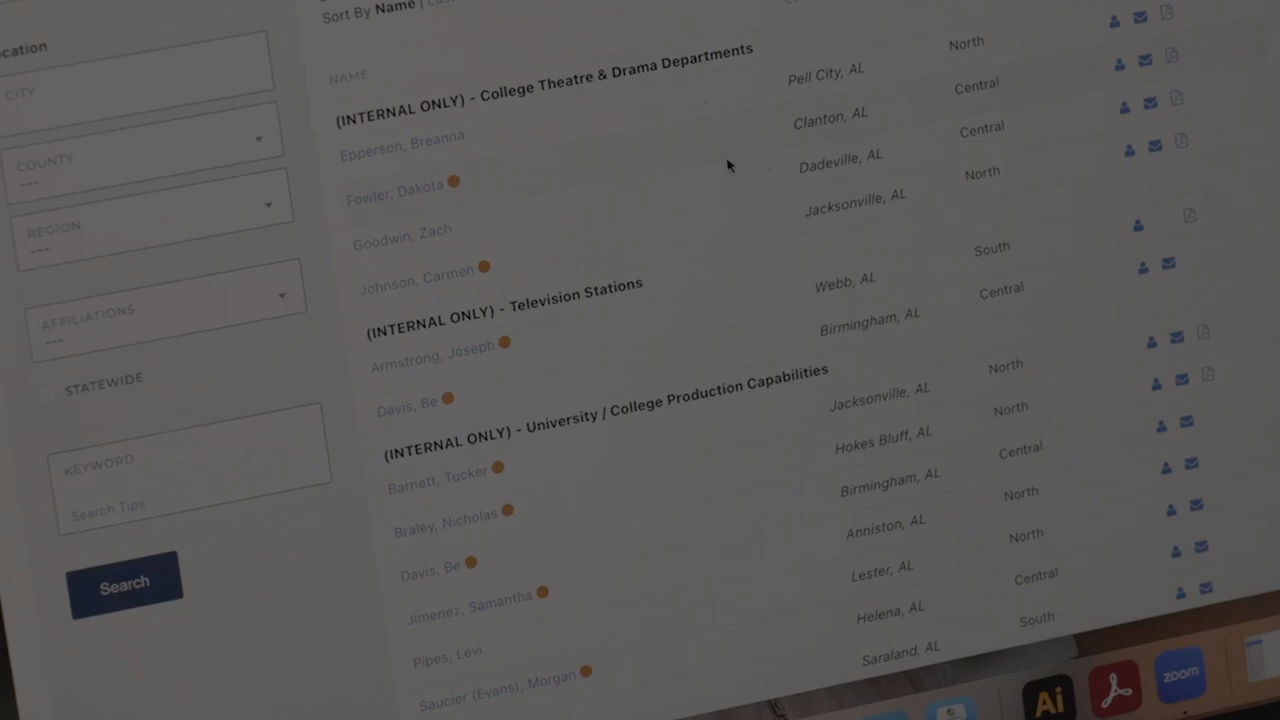 Sort By Name |
ocation
CITY
COUNTY
---
REGION
---
AFFILIATIONS
---
STATEWIDE
KEYWORD
Search Tips
Search
NAME
(INTERNAL ONLY) - College Theatre & Drama Departments
Epperson, Breanna Pell City, AL North
Fowler, Dakota Clanton, AL Central
Goodwin, Zach Dadeville, AL Central
Johnson, Carmen Jacksonville, AL North
(INTERNAL ONLY) - Television Stations
Armstrong, Joseph Webb, AL South
Davis, Be Birmingham, AL Central
(INTERNAL ONLY) - University / College Production Capabilities
Barnett, Tucker Jacksonville, AL North
Braley, Nicholas Hokes Bluff, AL North
Davis, Be Birmingham, AL Central
Jimenez, Samantha Anniston, AL North
Pipes, Levi Lester, AL North
Saucier (Evans), Morgan Helena, AL Central
Saraland, AL South
Ai
zoom